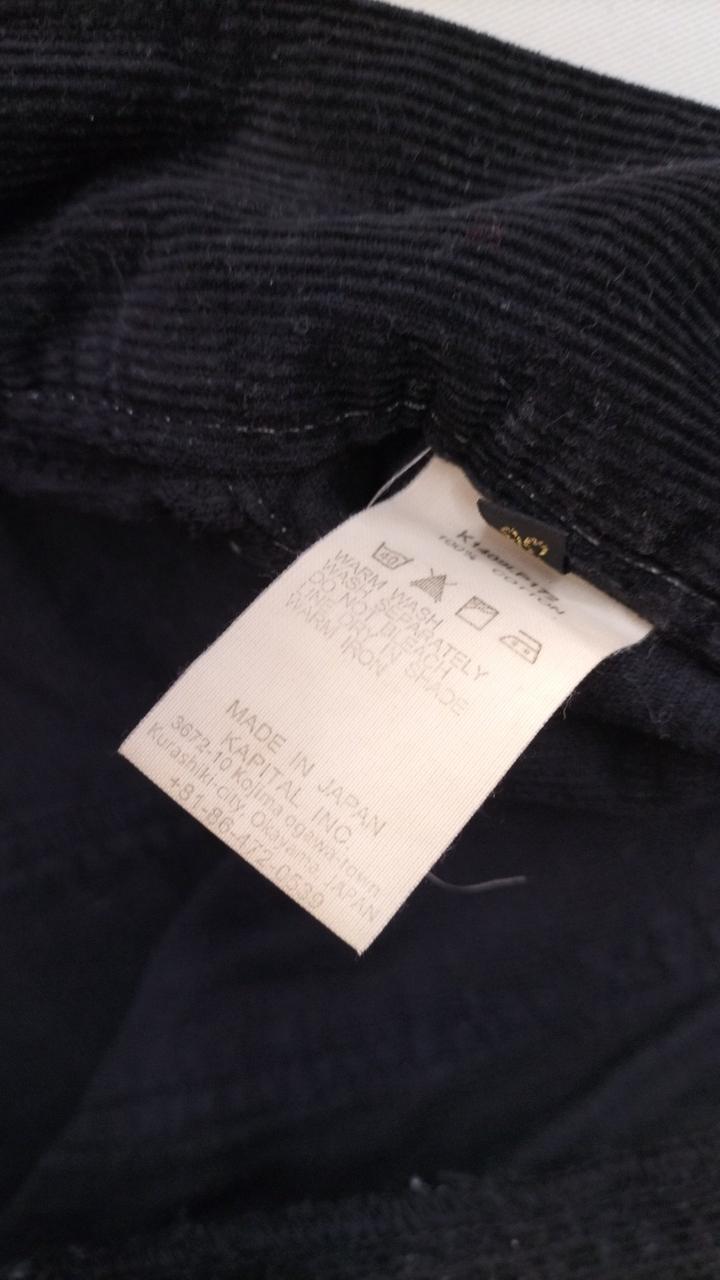 100% COTTON
40
WARM WASH
WASH SEPARATELY
DO NOT BLEACH
LINE DRY IN SHADE
WARM IRON
MADE IN JAPAN
KAPITAL INC.
3672-10 Kojima ogawa-town
Kurashiki-city, Okayama, JAPAN
+81-86-472-0539